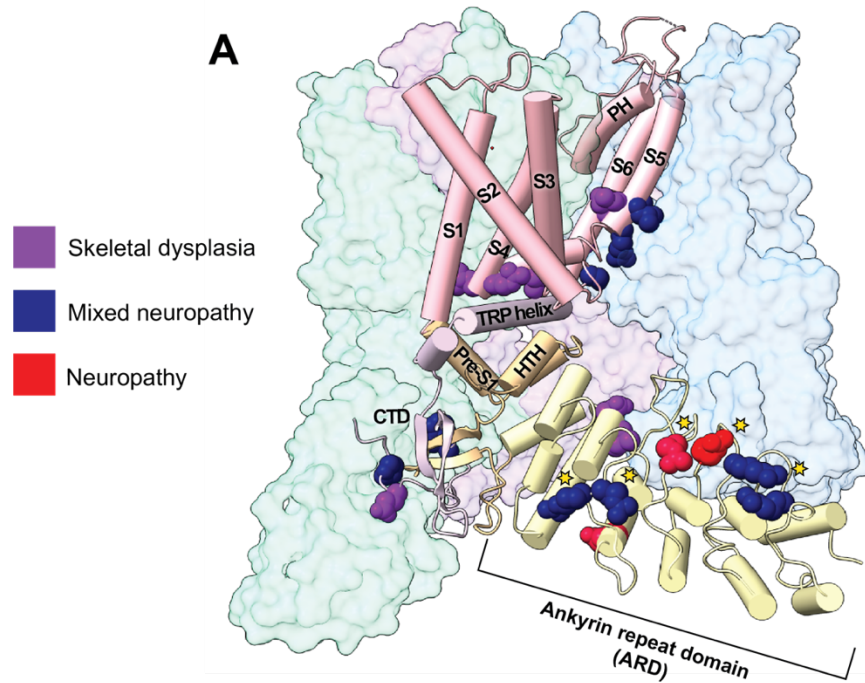 A
Skeletal dysplasia
Mixed neuropathy
Neuropathy
PH
S6
S5
S3
S2
S1
S4
TRP helix
Pre-S1
HTH
CTD
Ankyrin repeat domain
(ARD)